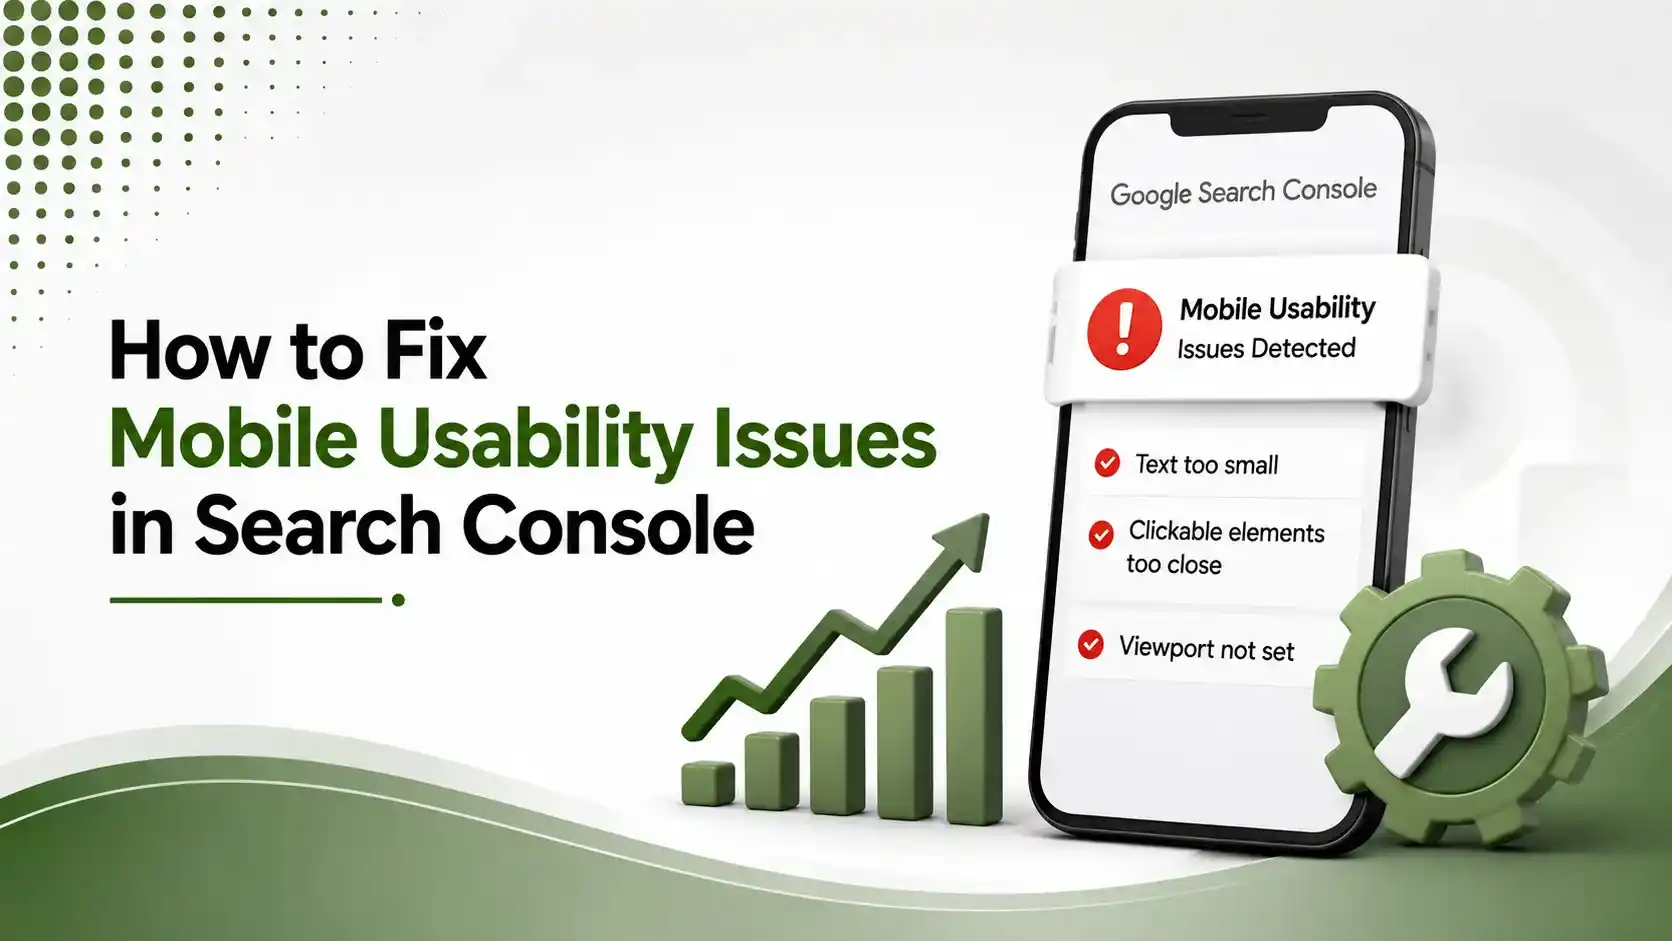 How to Fix
Mobile Usability Issues
in Search Console
Google Search Console
Mobile Usability
Issues Detected
Text too small
Clickable elements
too close
Viewport not set